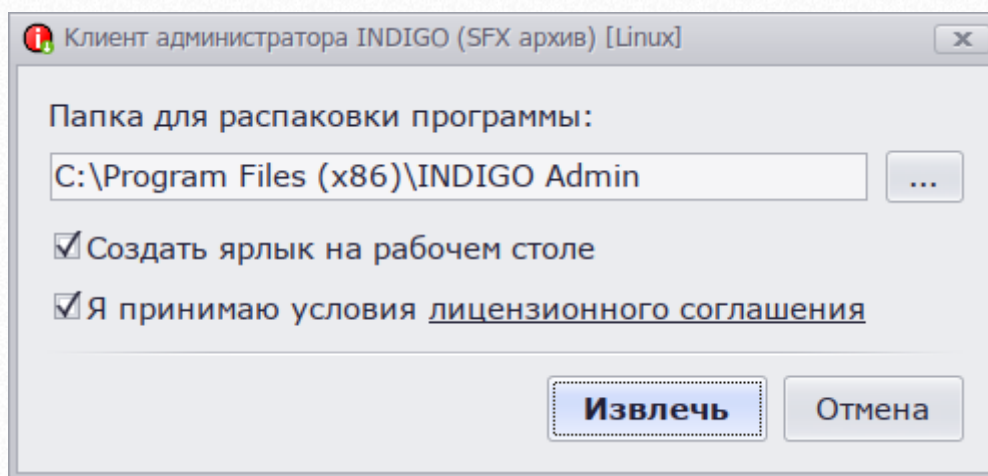 Клиент администратора INDIGO (SFX архив) [Linux]
Папка для распаковки программы:
C:\Program Files (x86)\INDIGO Admin
...
Создать ярлык на рабочем столе
Я принимаю условия лицензионного соглашения
Извлечь
Отмена